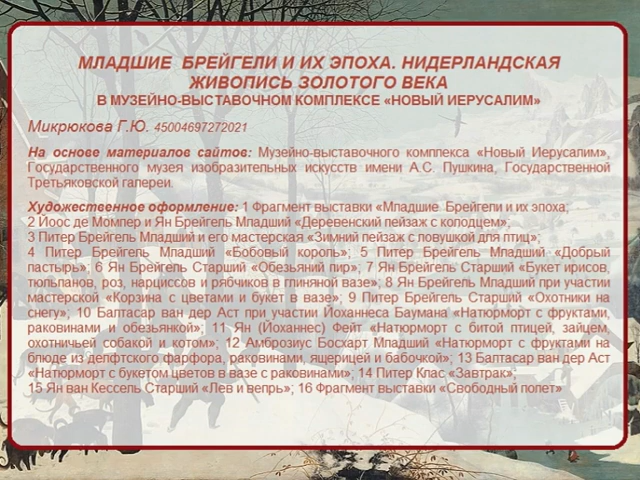 МЛАДШИЕ БРЕЙГЕЛИ И ИХ ЭПОХА. НИДЕРЛАНДСКАЯ
ЖИВОПИСЬ ЗОЛОТОГО ВЕКА
В МУЗЕЙНО-ВЫСТАВОЧНОМ КОМПЛЕКСЕ «НОВЫЙ ИЕРУСАЛИМ»
Микрюкова Г.Ю. 45004697272021
На основе материалов сайтов: Музейно-выставочного комплекса «Новый Иерусалим»,
Государственного музея изобразительных искусств имени А.С. Пушкина, Государственной
Третьяковской галереи.
Художественное оформление: 1 Фрагмент выставки «Младшие Брейгели и их эпоха;
2 Йоос де Момпер и Ян Брейгель Младший «Деревенский пейзаж с колодцем»;
3 Питер Брейгель Младший и его мастерская «Зимний пейзаж с ловушкой для птиц»;
4 Питер Брейгель Младший «Бобовый король»; 5 Питер Брейгель Младший «Добрый
пастырь»; 6 Ян Брейгель Старший «Обезьяний пир»; 7 Ян Брейгель Старший «Букет ирисов,
тюльпанов, роз, нарциссов и рябчиков в глиняной вазе»; 8 Ян Брейгель Младший при участии
мастерской «Корзина с цветами и букет в вазе»; 9 Питер Брейгель Старший «Охотники на
снегу»; 10 Балтасар ван дер Аст при участии Йоханнеса Баумана «Натюрморт с фруктами,
раковинами и обезьянкой»; 11 Ян (Йоханнес) Фейт «Натюрморт с битой птицей, зайцем,
охотничьей собакой и котом»; 12 Амброзиус Босхарт Младший «Натюрморт с фруктами на
блюде из делфтского фарфора, раковинами, ящерицей и бабочкой»; 13 Балтасар ван дер Аст
«Натюрморт с букетом цветов в вазе с раковинами»; 14 Питер Клас «Завтрак»;
15 Ян ван Кессель Старший «Лев и вепрь»; 16 Фрагмент выставки «Свободный полет»